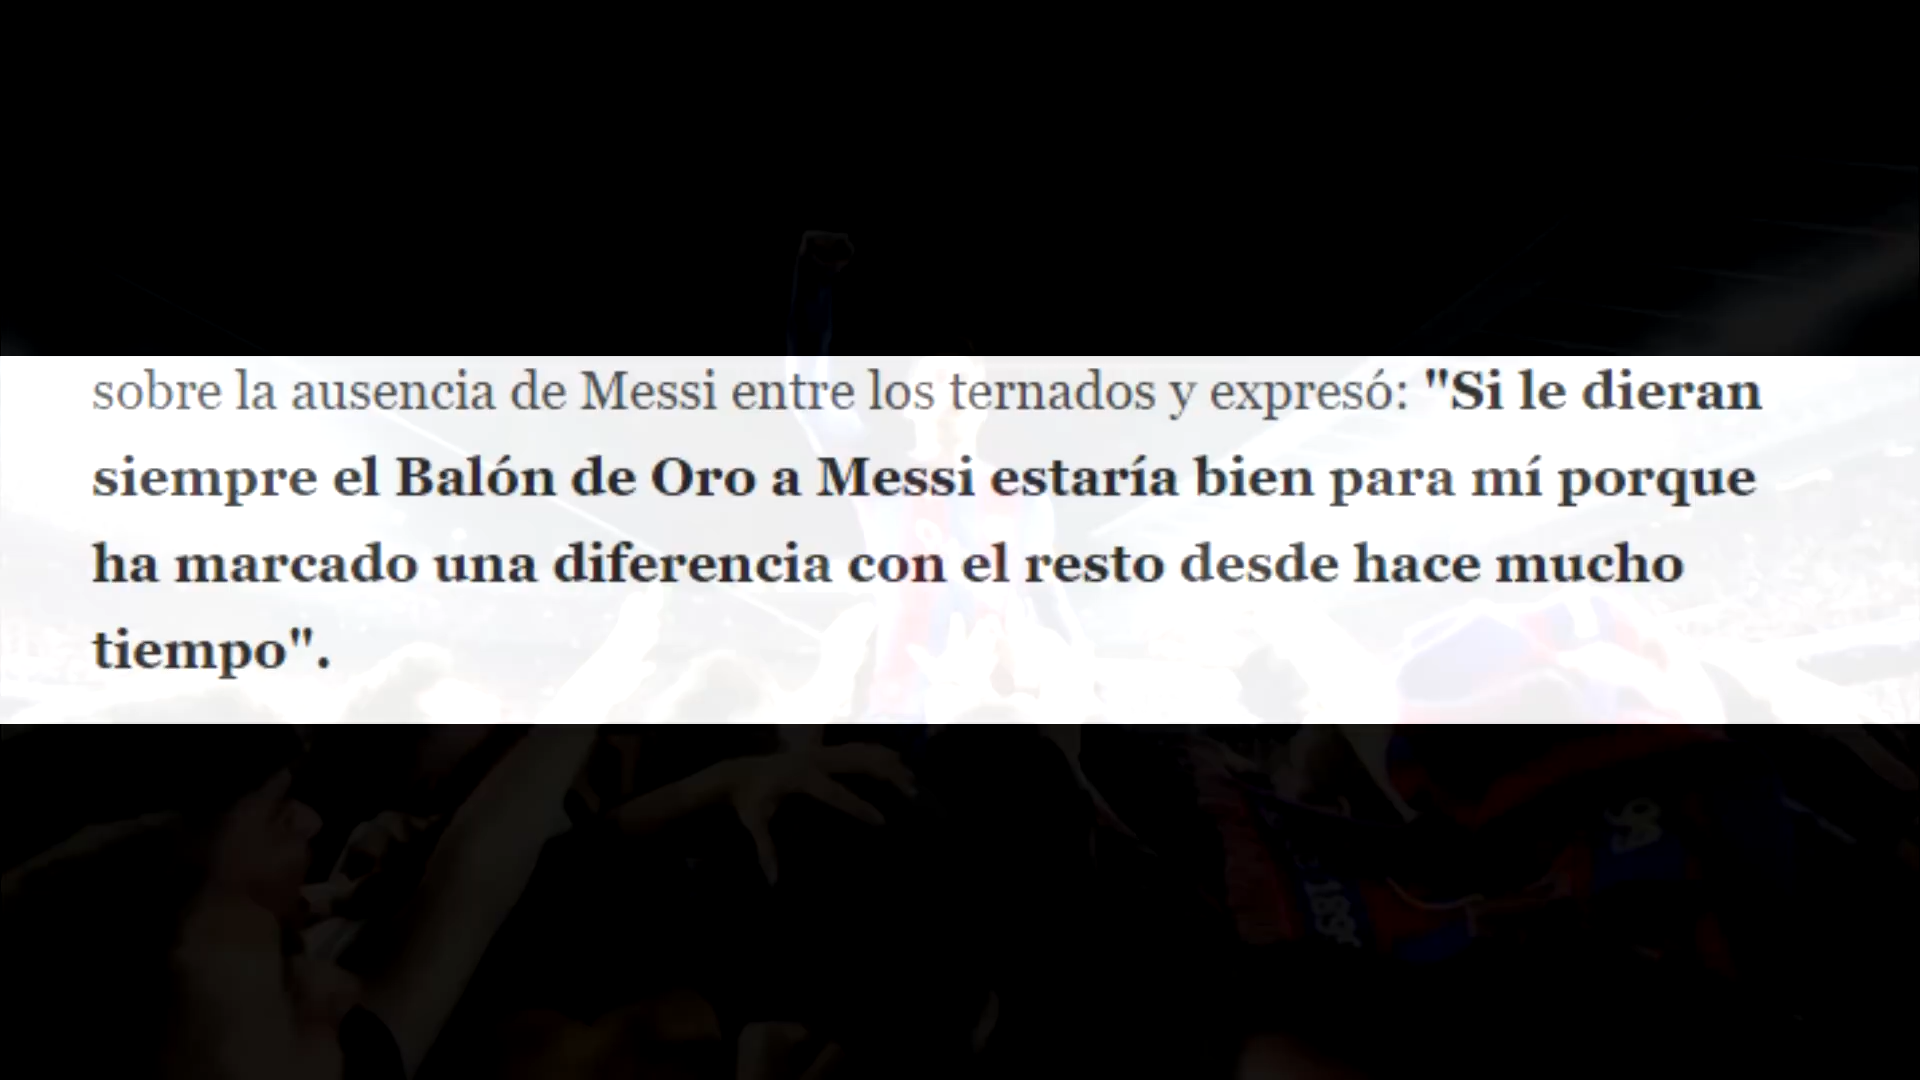 sobre la ausencia de Messi entre los ternados y expresó: "Si le dieran
siempre el Balón de Oro a Messi estaría bien para mí porque
ha marcado una diferencia con el resto desde hace mucho
tiempo".